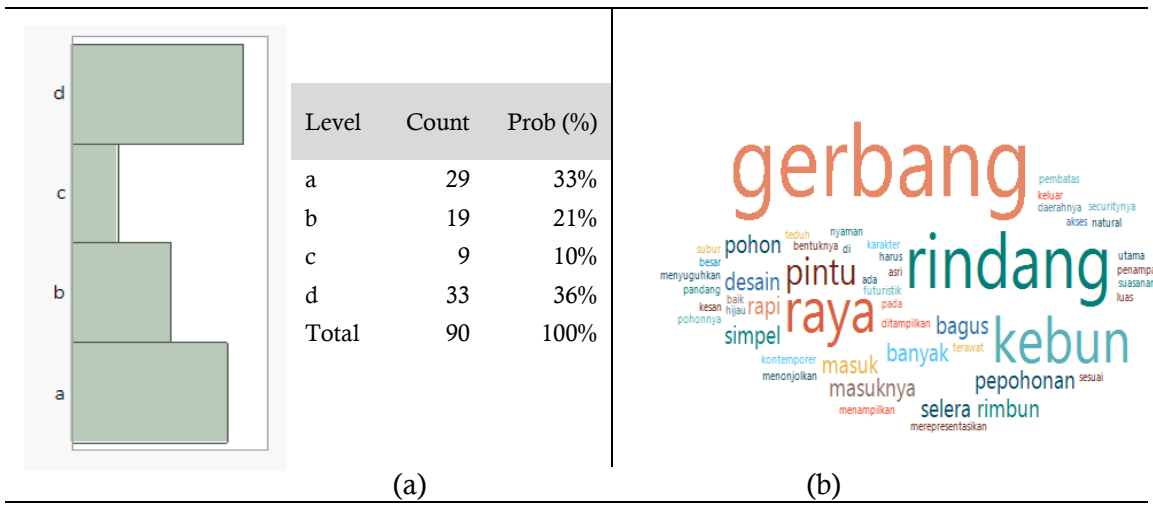 d
c
b
a
Level Count Prob (%)
a 29 33%
b 19 21%
c 9 10%
d 33 36%
Total 90 100%
(a)
gerbang
pembatas
keluar
daerahnya securitynya
akses natural
subur pohon teduh bentuknya nyaman di karakter harus
besar
menyuguhkan desain pintu ada asri rindang utama
pandang futuristik penampa
kesan baik hijau rapi raya pada suasanan
luas
pohonnya simpel ditampilkan bagus kebun
kontemporer masuk banyak terawat
menonjolkan masuknya pepohonan sesuai
menampilkan selera rimbun
merepresentasikan
(b)